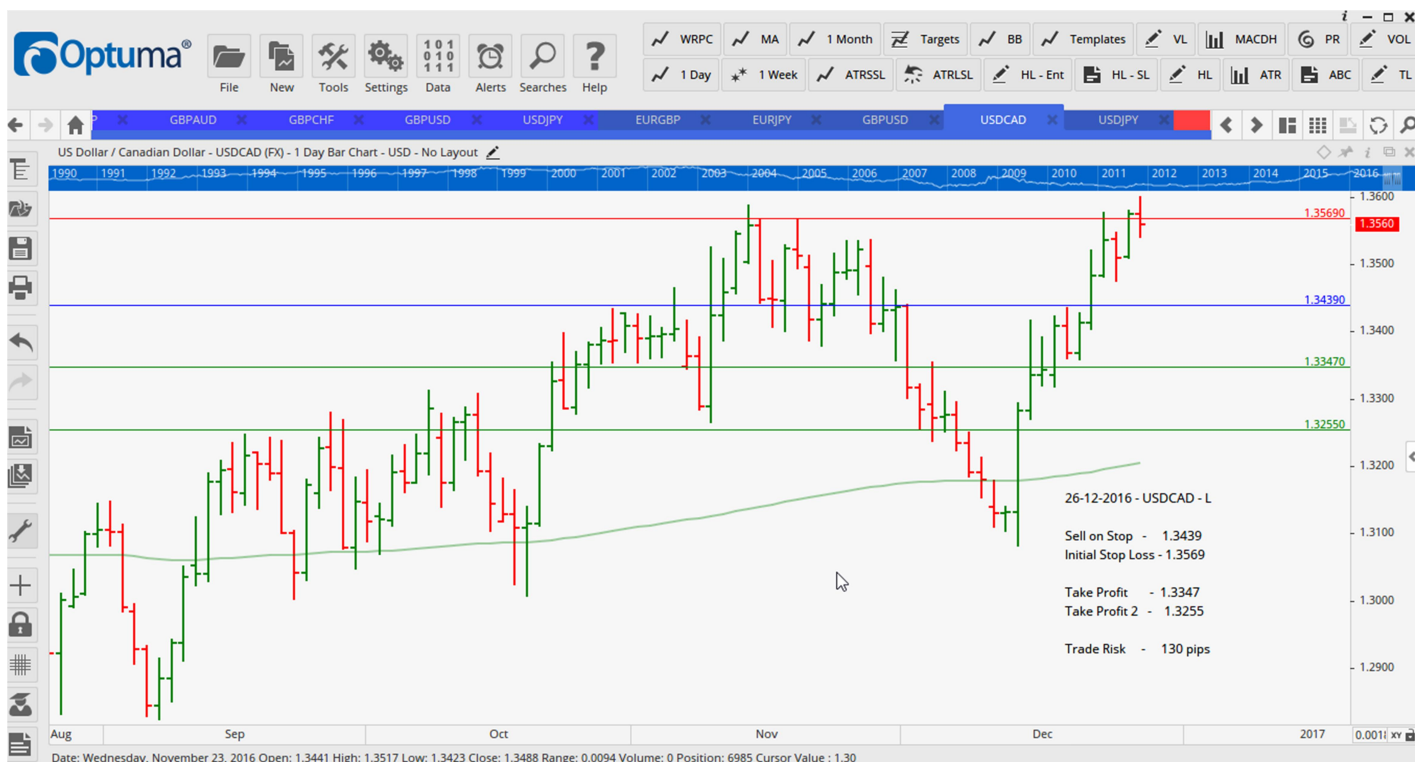 Optuma®
File
New
Tools
Settings
Data
Alerts
Searches
Help
WRPC
MA
1 Month
Targets
BB
Templates
VL
MACDH
PR
VOL
1 Day
1 Week
ATRSSL
ATRLSL
HL - Ent
HL - SL
HL
ATR
ABC
TL
GBPAUD
GBPCHF
GBPUSD
USDJPY
EURGBP
EURJPY
GBPUSD
USDCAD
USDJPY
US Dollar / Canadian Dollar - USDCAD (FX) - 1 Day Bar Chart - USD - No Layout
1990 1991 1992 1993 1994 1995 1996 1997 1998 1999 2000 2001 2002 2003 2004 2005 2006 2007 2008 2009 2010 2011 2012 2013 2014 2015 2016
1.3600
1.35690
1.3560
1.3500
1.34390
1.3400
1.33470
1.3300
1.32550
1.3200
26-12-2016 - USDCAD - L
1.3100
Sell on Stop - 1.3439
Initial Stop Loss - 1.3569
Take Profit - 1.3347
1.3000
Take Profit 2 - 1.3255
Trade Risk - 130 pips
1.2900
Aug Sep Oct Nov Dec 2017
XY
Date: Wednesday, November 23, 2016 Open: 1.3441 High: 1.3517 Low: 1.3423 Close: 1.3488 Range: 0.0094 Volume: 0 Position: 6985 Cursor Value : 1.30